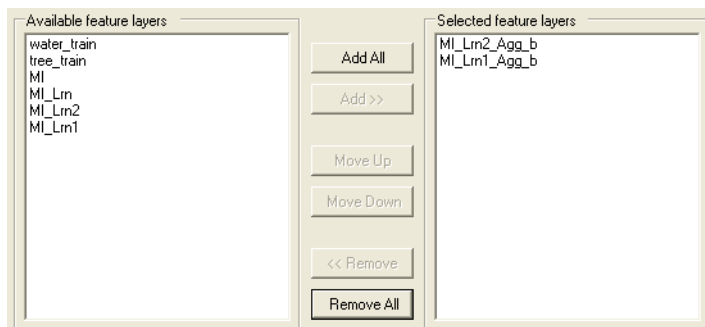 Available feature layers
water_train
tree_train
MI
MI_Lrn
MI_Lrn2
MI_Lrn1
Add All
Add >>
Move Up
Move Down
<< Remove
Remove All
Selected feature layers
MI_Lrn2_Agg_b
MI_Lrn1_Agg_b